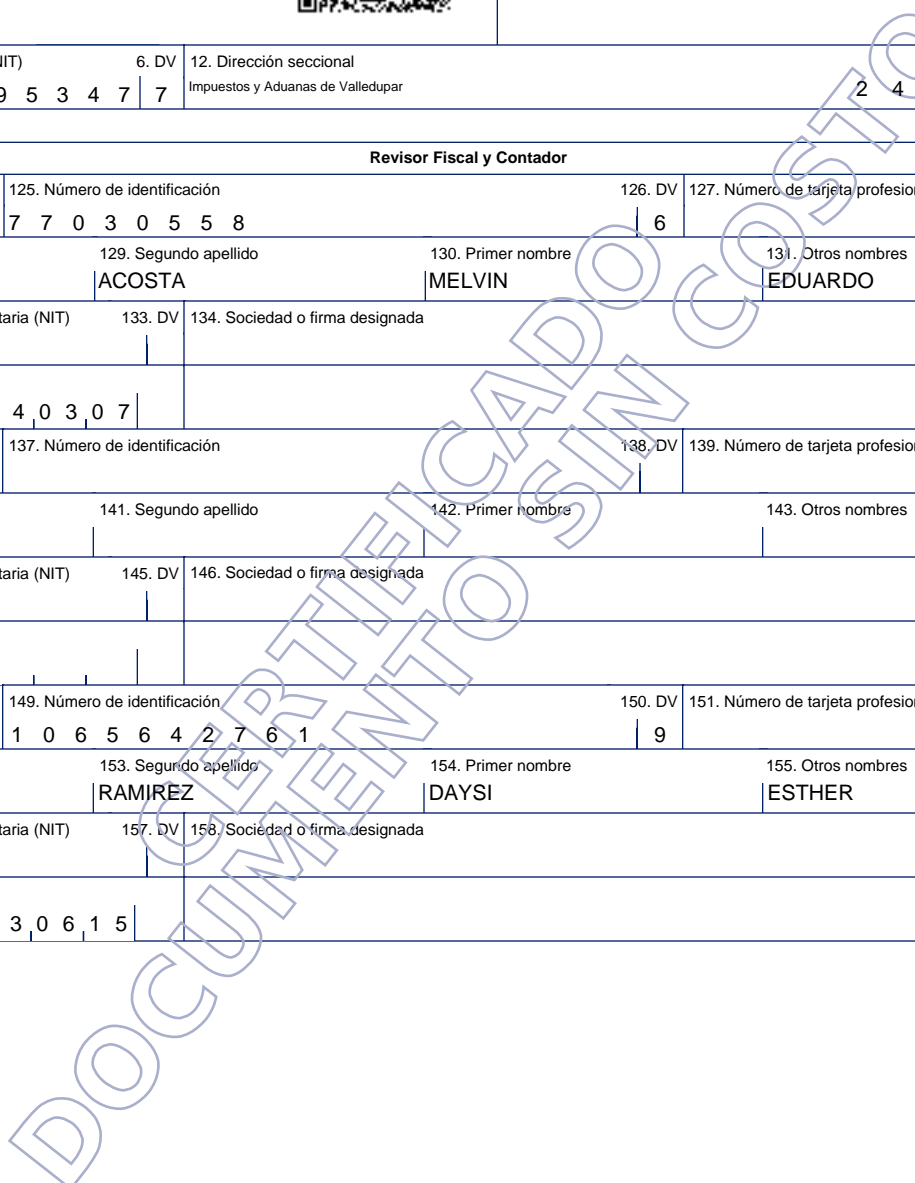 NIT) 6. DV 12. Dirección seccional
9 5 3 4 7 7 Impuestos y Aduanas de Valledupar 2 4
Revisor Fiscal y Contador
125. Número de identificación 126. DV 127. Número de tarjeta profesion
7 7 0 3 0 5 5 8 6
129. Segundo apellido 130. Primer nombre 131. Otros nombres
ACOSTA MELVIN EDUARDO
taria (NIT) 133. DV 134. Sociedad o firma designada
4 0 3 0 7
137. Número de identificación 138. DV 139. Número de tarjeta profesion
141. Segundo apellido 142. Primer nombre 143. Otros nombres
taria (NIT) 145. DV 146. Sociedad o firma designada
149. Número de identificación 150. DV 151. Número de tarjeta profesion
1 0 6 5 6 4 2 7 6 1 9
153. Segundo apellido 154. Primer nombre 155. Otros nombres
RAMIREZ DAYSI ESTHER
taria (NIT) 157. DV 158. Sociedad o firma designada
3 0 6 1 5
CERTIFICADO
DOCUMENTO SIN COSTO